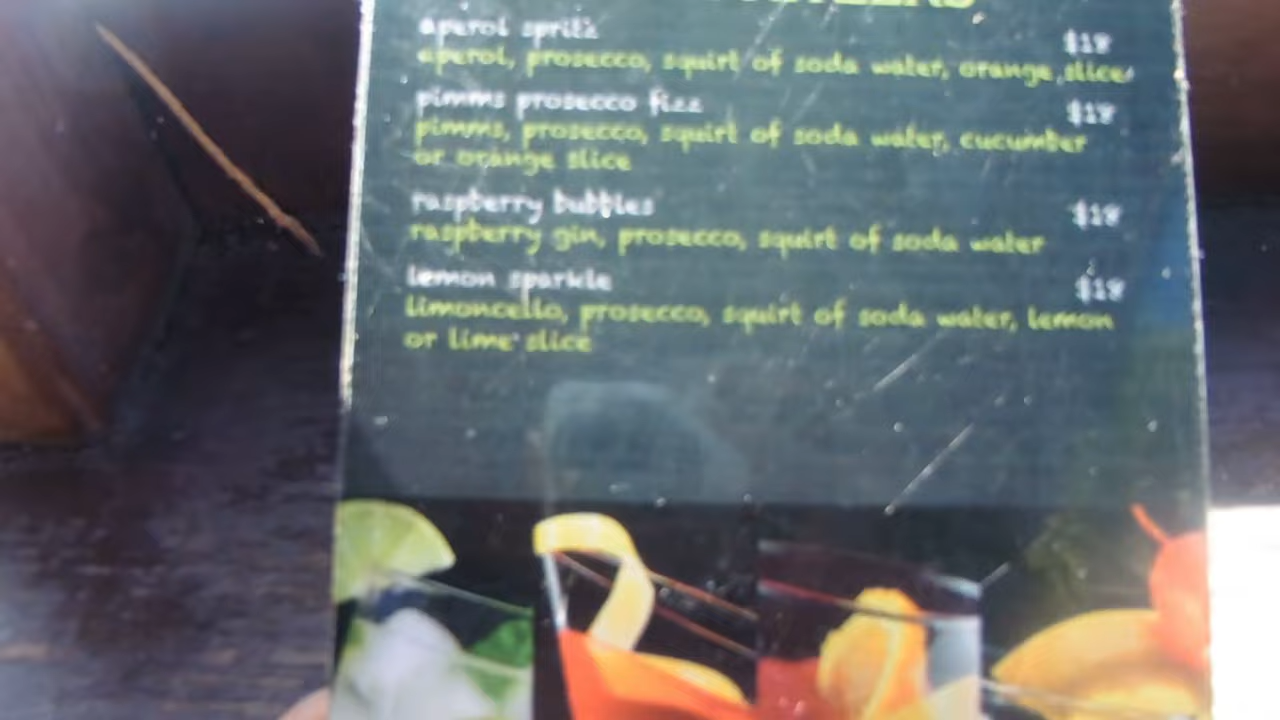 aperol spritz $18
aperol, prosecco, squirt of soda water, orange slice
pimms prosecco fizz $18
pimms, prosecco, squirt of soda water, cucumber
or orange slice
raspberry bubbles $18
raspberry gin, prosecco, squirt of soda water
lemon sparkle $18
limoncello, prosecco, squirt of soda water, lemon
or lime slice